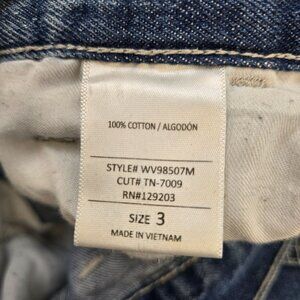 100% COTTON / ALGODÓN
STYLE# WV98507M
CUT# TN-7009
RN#129203
SIZE 3
MADE IN VIETNAM